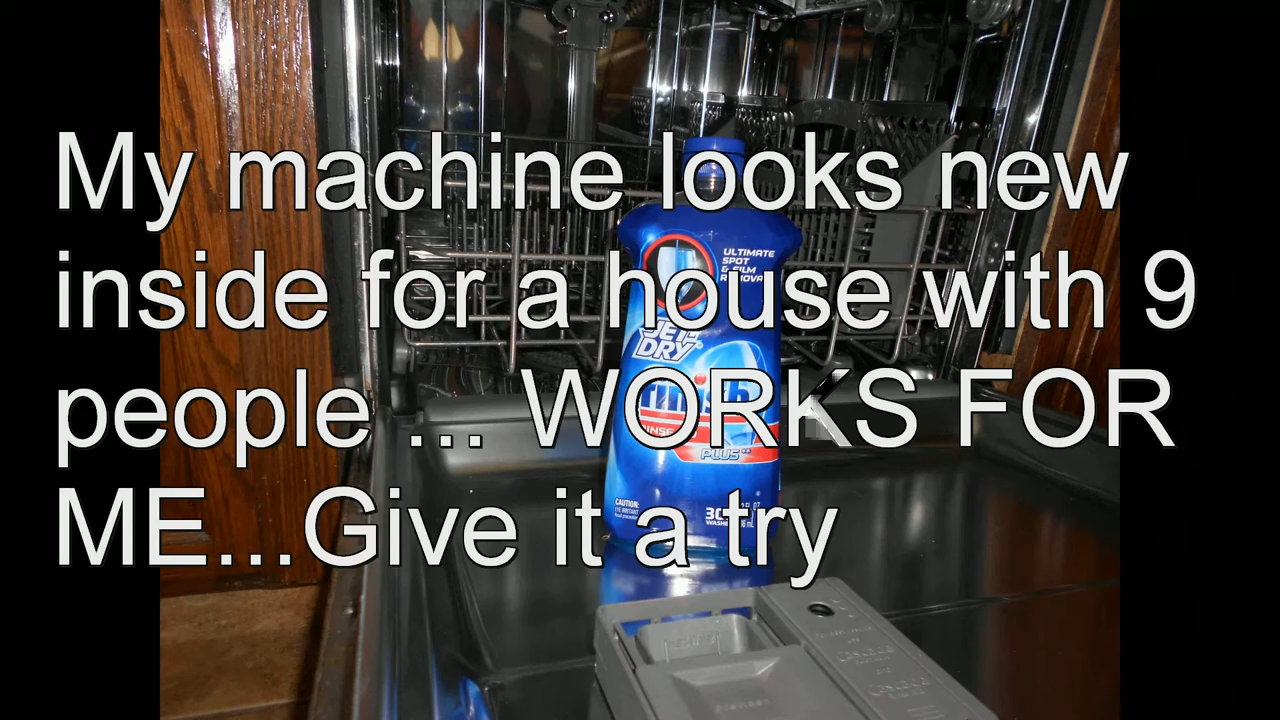 My machine looks new
inside for a house with 9
people ... WORKS FOR
ME...Give it a try
ULTIMATE
SPOT
& FILM
JET
DRY
finish
RINSE
PLUS
CAUTION: